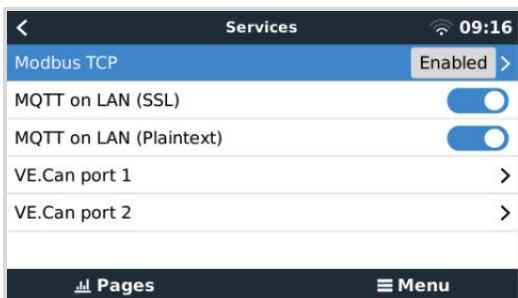 Services 09:16
Modbus TCP Enabled
MQTT on LAN (SSL)
MQTT on LAN (Plaintext)
VE.Can port 1
VE.Can port 2
Pages Menu